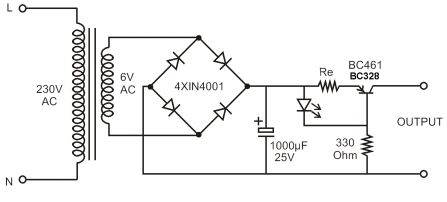 L
230V
AC
6V
AC
4XIN4001
1000µF
25V
+
Re
BC461
BC328
330
Ohm
OUTPUT
N